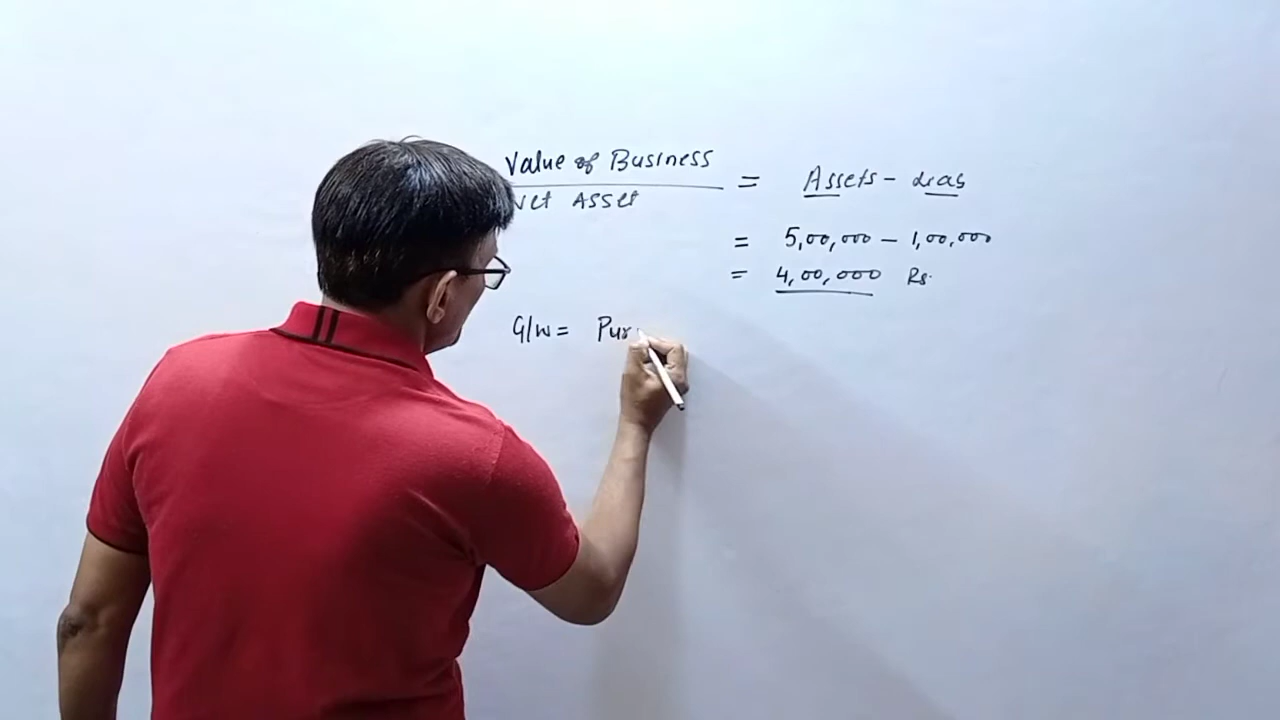 Value of Business = Assets - Lias
Net Asset
= 5,00,000 - 1,00,000
= 4,00,000 Rs.
G/W = Pur